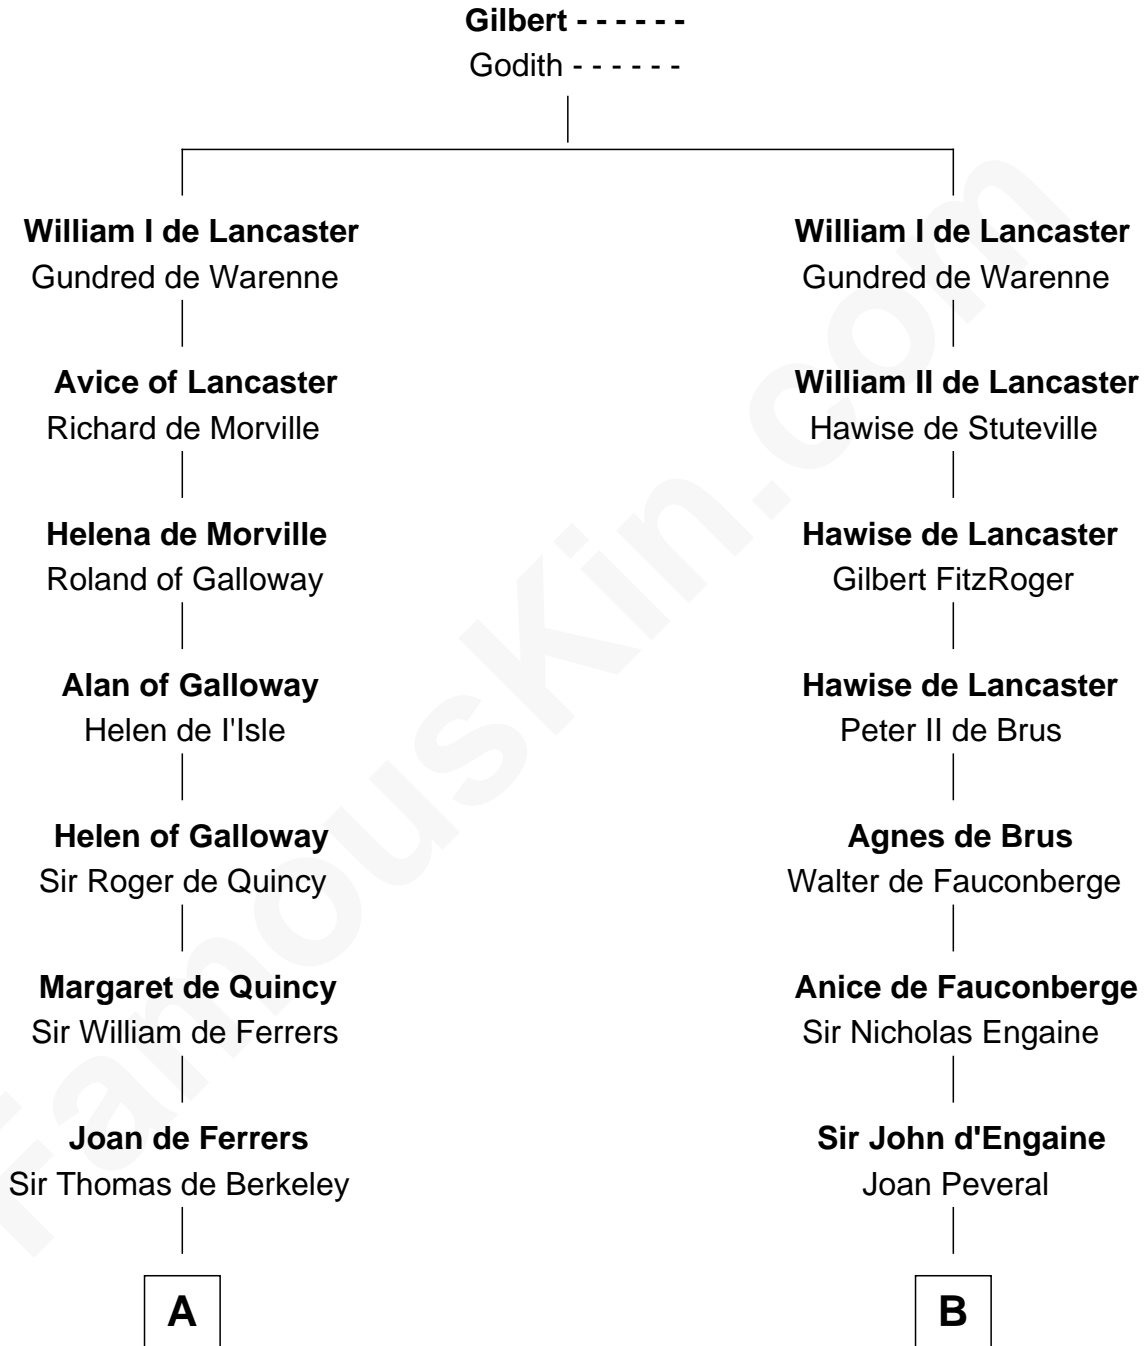 Gilbert - - - - - -
Godith - - - - - -
William I de Lancaster
Gundred de Warenne
Avice of Lancaster
Richard de Morville
Helena de Morville
Roland of Galloway
Alan of Galloway
Helen de I'Isle
Helen of Galloway
Sir Roger de Quincy
Margaret de Quincy
Sir William de Ferrers
Joan de Ferrers
Sir Thomas de Berkeley
A
William I de Lancaster
Gundred de Warenne
William II de Lancaster
Hawise de Stuteville
Hawise de Lancaster
Gilbert FitzRoger
Hawise de Lancaster
Peter II de Brus
Agnes de Brus
Walter de Fauconberge
Anice de Fauconberge
Sir Nicholas Engaine
Sir John d'Engaine
Joan Peveral
B
FamousKin.com